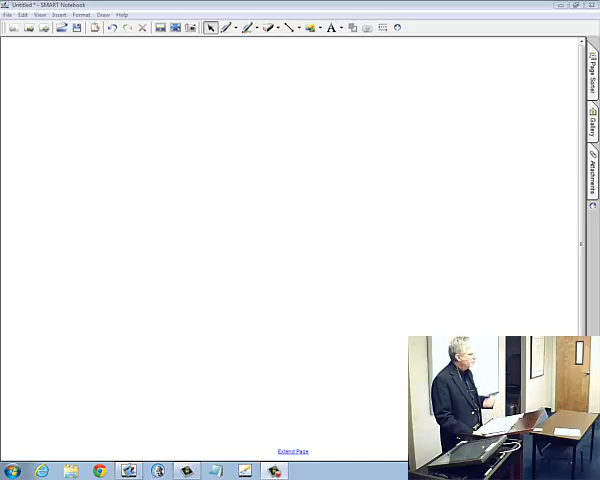 Untitled * - SMART Notebook
File Edit View Insert Format Draw Help
A
Page Sorter
Gallery
Attachments
Extend Page